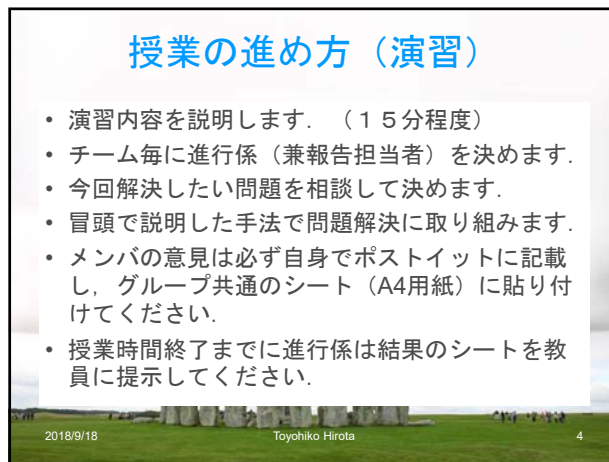 授業の進め方（演習）
• 演習内容を説明します．（１５分程度）
• チーム毎に進行係（兼報告担当者）を決めます．
• 今回解決したい問題を相談して決めます．
• 冒頭で説明した手法で問題解決に取り組みます．
• メンバの意見は必ず自身でポストイットに記載
し，グループ共通のシート（A4用紙）に貼り付
けてください．
• 授業時間終了までに進行係は結果のシートを教
員に提示してください．
2018/9/18 Toyohiko Hirota 4